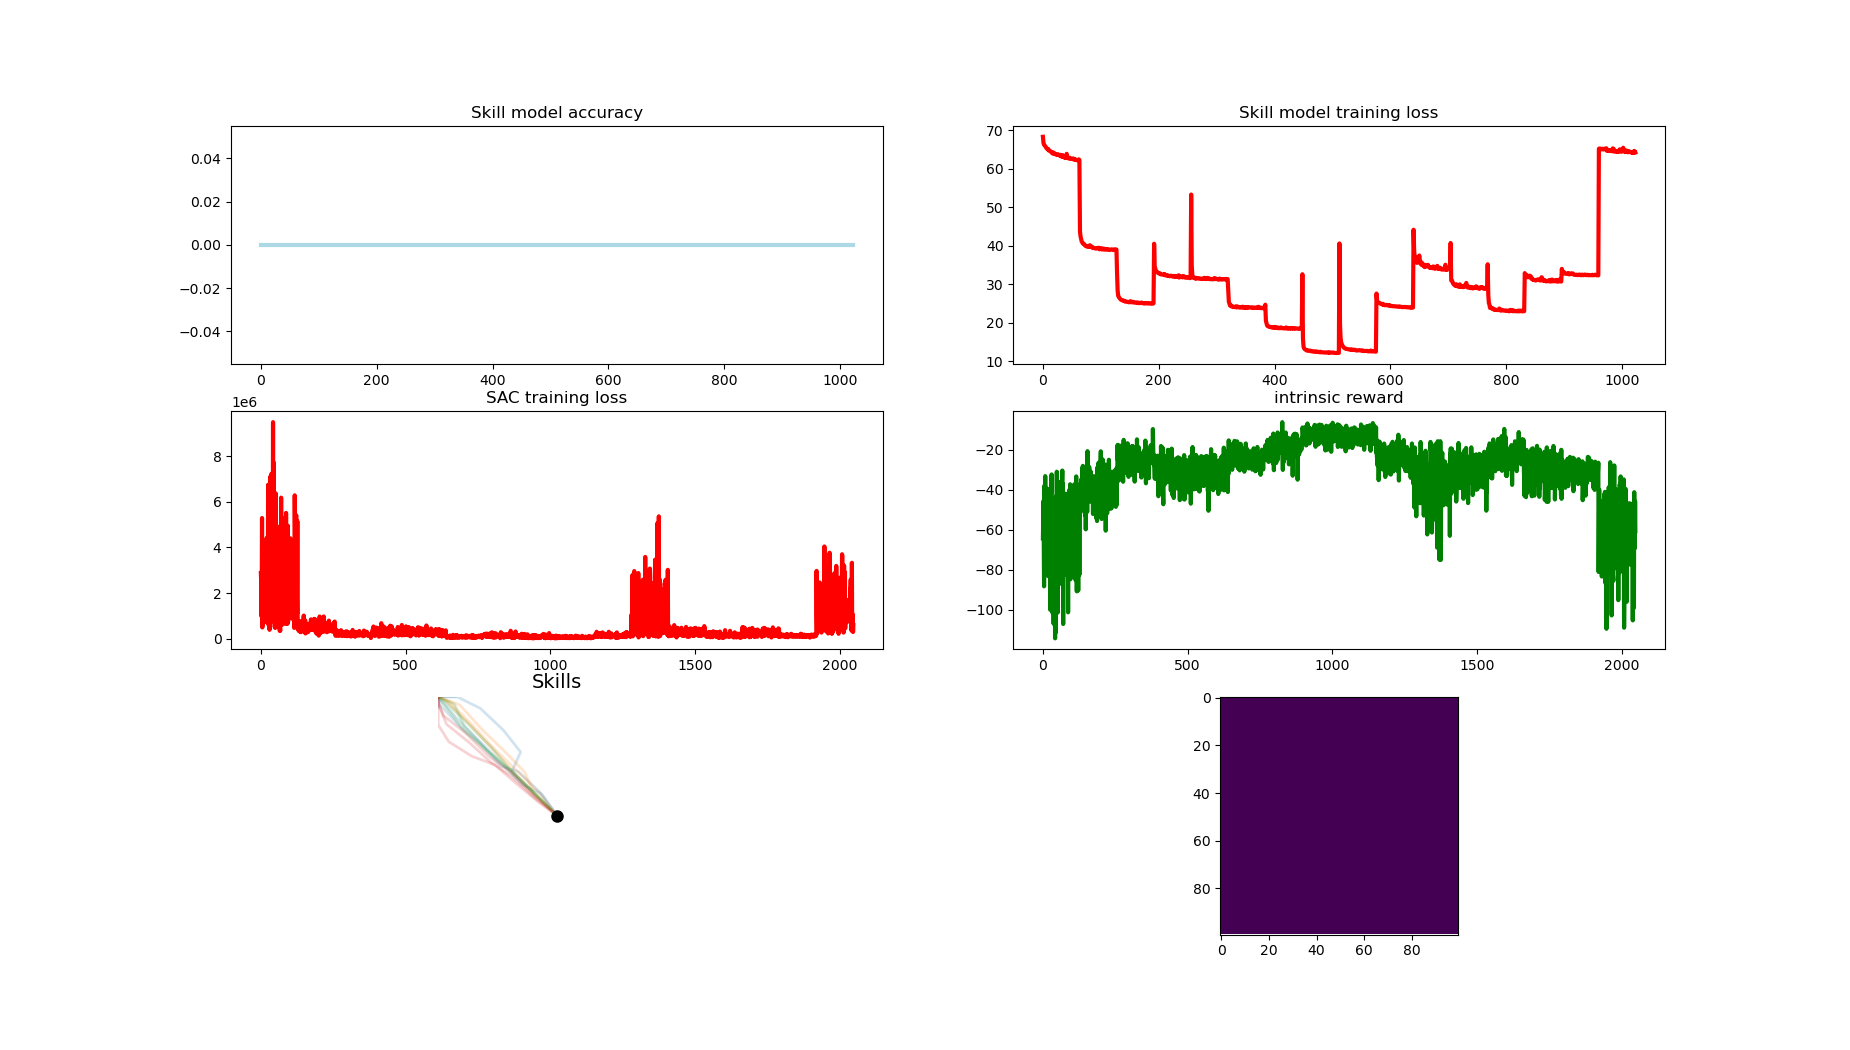 Skill model accuracy
0.04
0.02
0.00
−0.02
−0.04
0 200 400 600 800 1000
Skill model training loss
70
60
50
40
30
20
10
0 200 400 600 800 1000
1e6
SAC training loss
8
6
4
2
0
0 500 1000 1500 2000
intrinsic reward
−20
−40
−60
−80
−100
0 500 1000 1500 2000
Skills
0
20
40
60
80
0 20 40 60 80